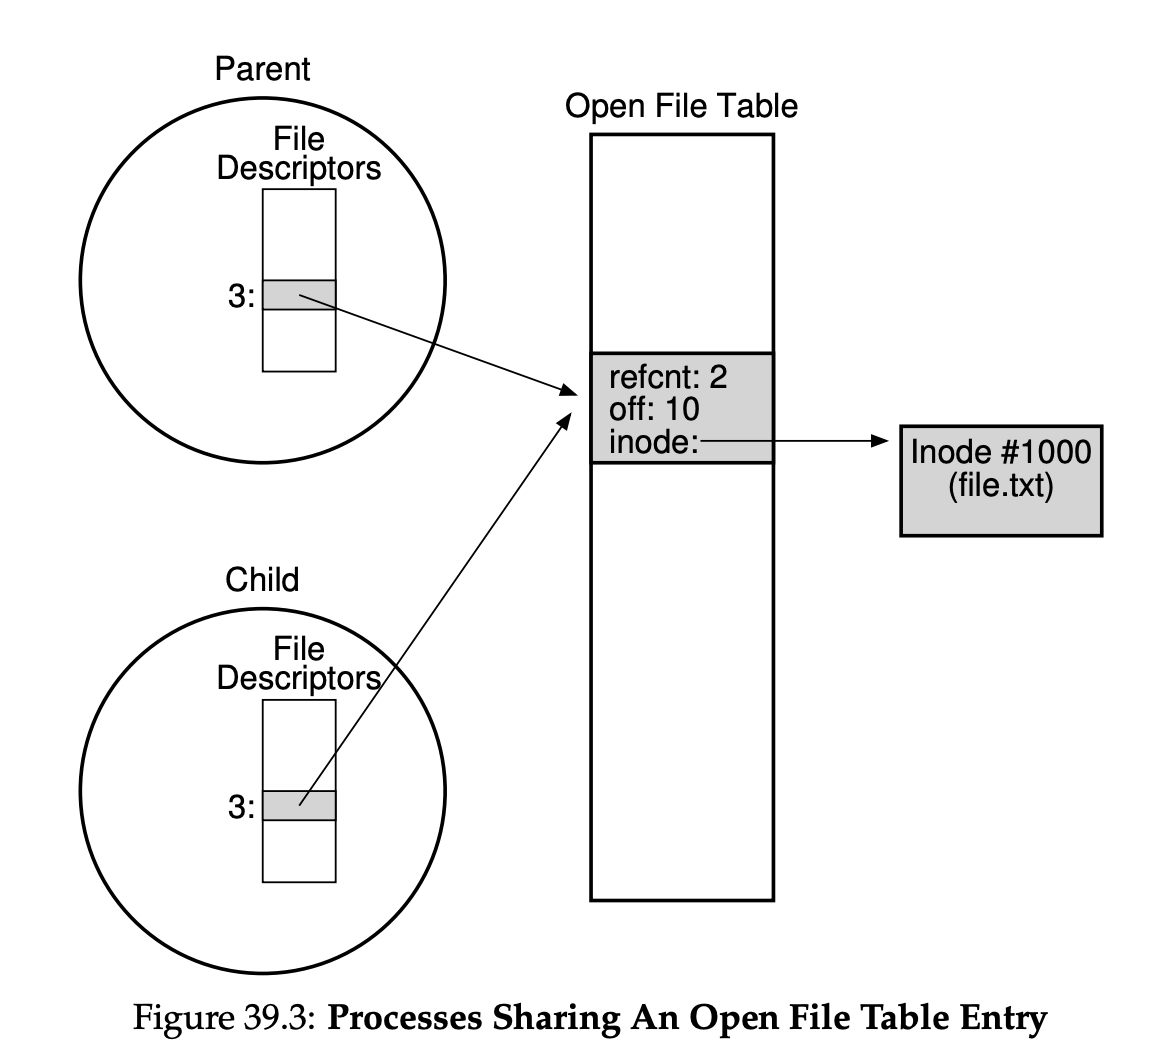 Parent
File
Descriptors
3:
Open File Table
refcnt: 2
off: 10
inode:
Inode #1000
(file.txt)
Child
File
Descriptors
3:
Figure 39.3: Processes Sharing An Open File Table Entry